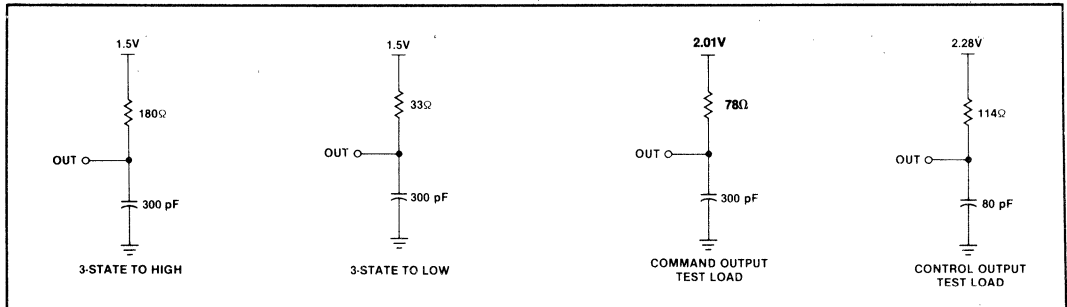 1.5V
180Ω
OUT
300 pF
3-STATE TO HIGH
1.5V
33Ω
OUT
300 pF
3-STATE TO LOW
2.01V
78Ω
OUT
300 pF
COMMAND OUTPUT
TEST LOAD
2.28V
114Ω
OUT
80 pF
CONTROL OUTPUT
TEST LOAD